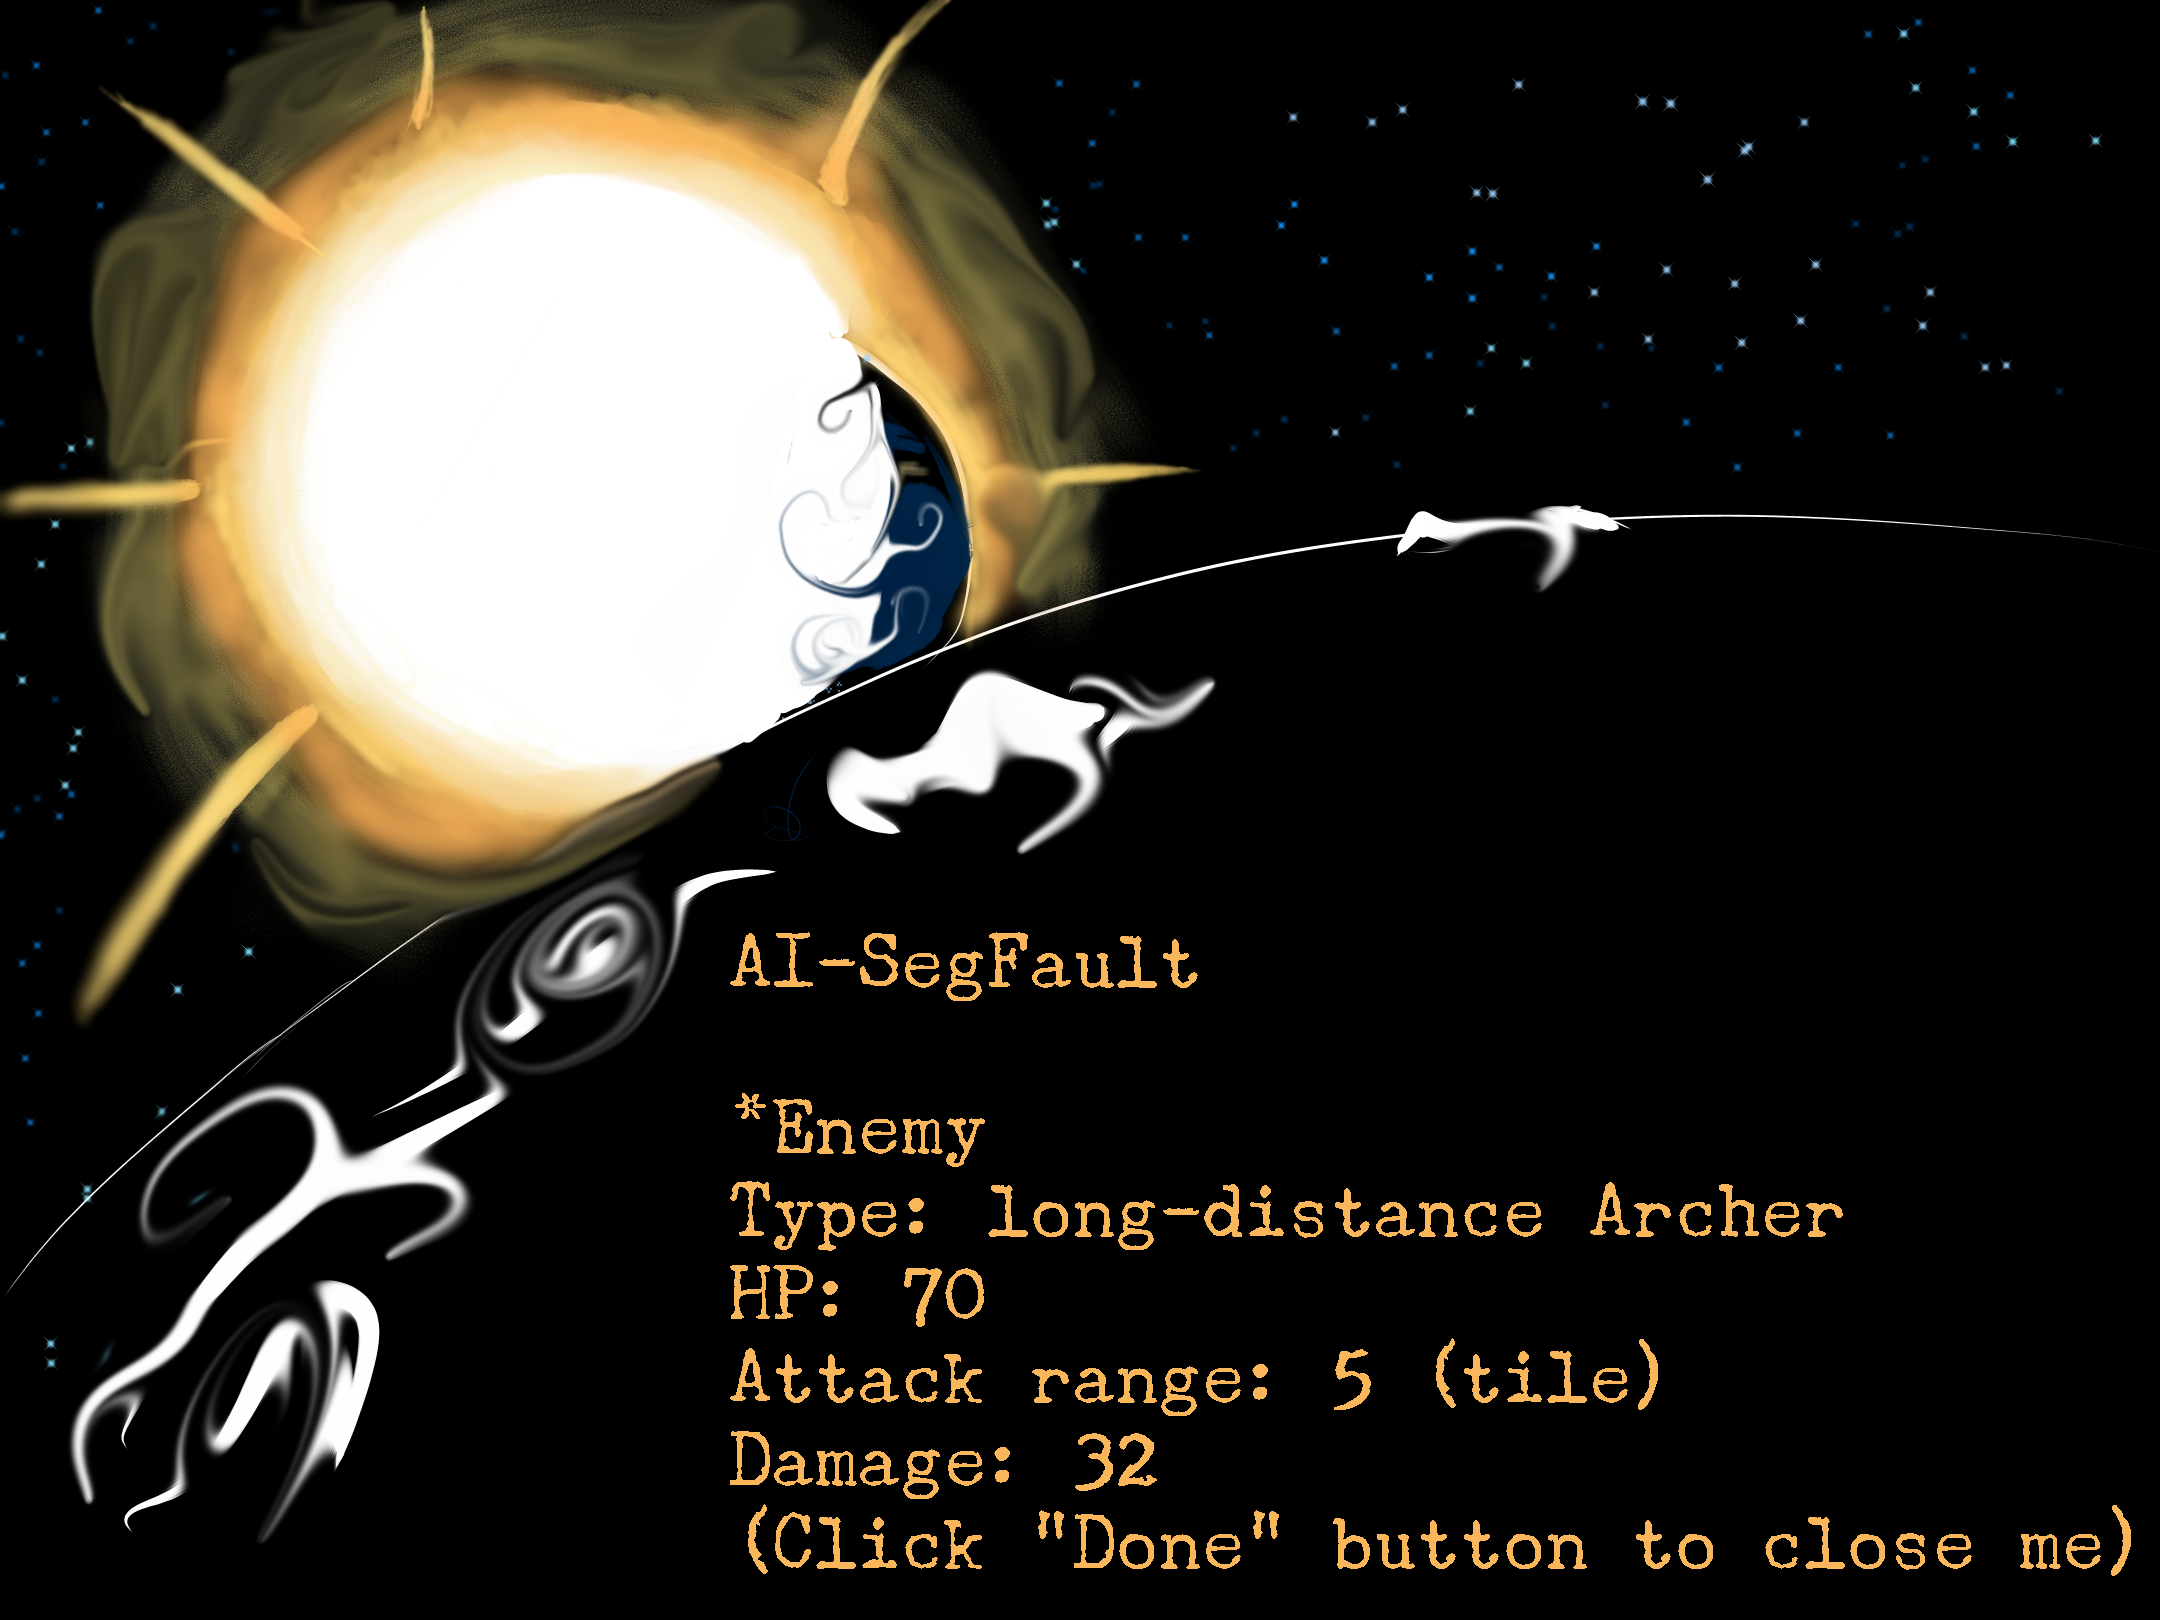 AI-SegFault
*Enemy
Type: long-distance Archer
HP: 70
Attack range: 5 (tile)
Damage: 32
(Click "Done" button to close me)